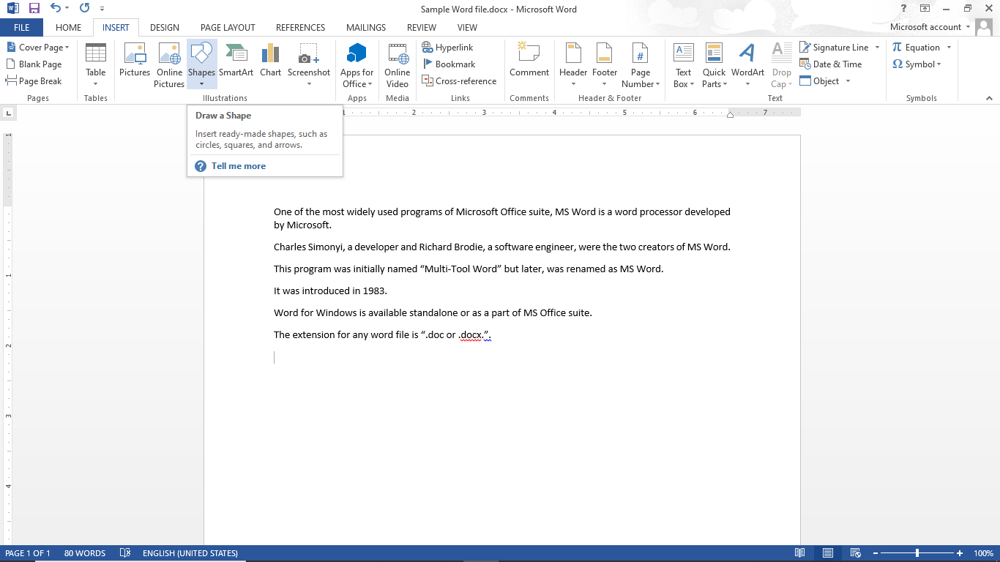 Sample Word file.docx - Microsoft Word
FILE HOME INSERT DESIGN PAGE LAYOUT REFERENCES MAILINGS REVIEW VIEW Microsoft account
Cover Page
Blank Page
Page Break
Pages
Table
Tables
Pictures
Online
Pictures
Shapes
SmartArt
Chart
Screenshot
Illustrations
Apps for
Office
Apps
Online
Video
Media
Hyperlink
Bookmark
Cross-reference
Links
Comment
Comments
Header
Footer
Page
Number
Header & Footer
Text
Box
Quick
Parts
WordArt
Drop
Cap
Signature Line
Date & Time
Object
Text
Equation
Symbol
Symbols
1 2 3 4 5 6 7
Draw a Shape
Insert ready-made shapes, such as
circles, squares, and arrows.
Tell me more
1
1
2
3
4
One of the most widely used programs of Microsoft Office suite, MS Word is a word processor developed
by Microsoft.
Charles Simonyi, a developer and Richard Brodie, a software engineer, were the two creators of MS Word.
This program was initially named “Multi-Tool Word” but later, was renamed as MS Word.
It was introduced in 1983.
Word for Windows is available standalone or as a part of MS Office suite.
The extension for any word file is “.doc or .docx.”.
PAGE 1 OF 1 80 WORDS ENGLISH (UNITED STATES) 100%